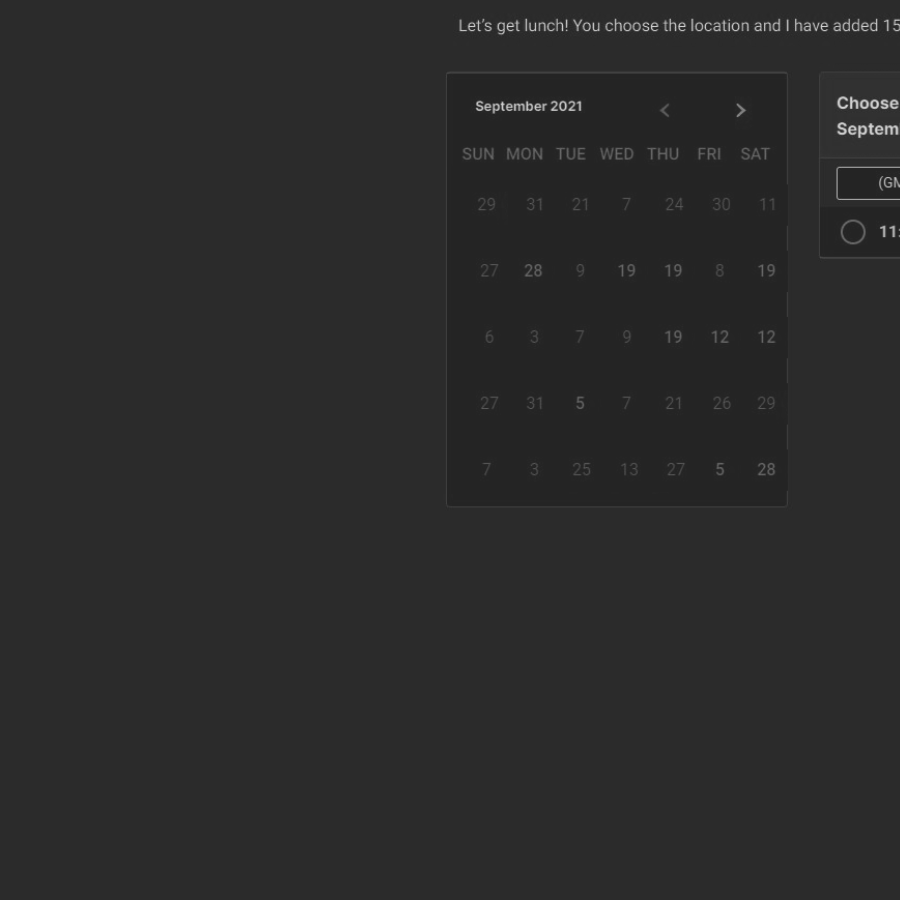 Let's get lunch! You choose the location and I have added 15
September 2021
SUN MON TUE WED THU FRI SAT
29 31 21 7 24 30 11
27 28 9 19 19 8 19
6 3 7 9 19 12 12
27 31 5 7 21 26 29
7 3 25 13 27 5 28
Choose
Septem
(GM
11: